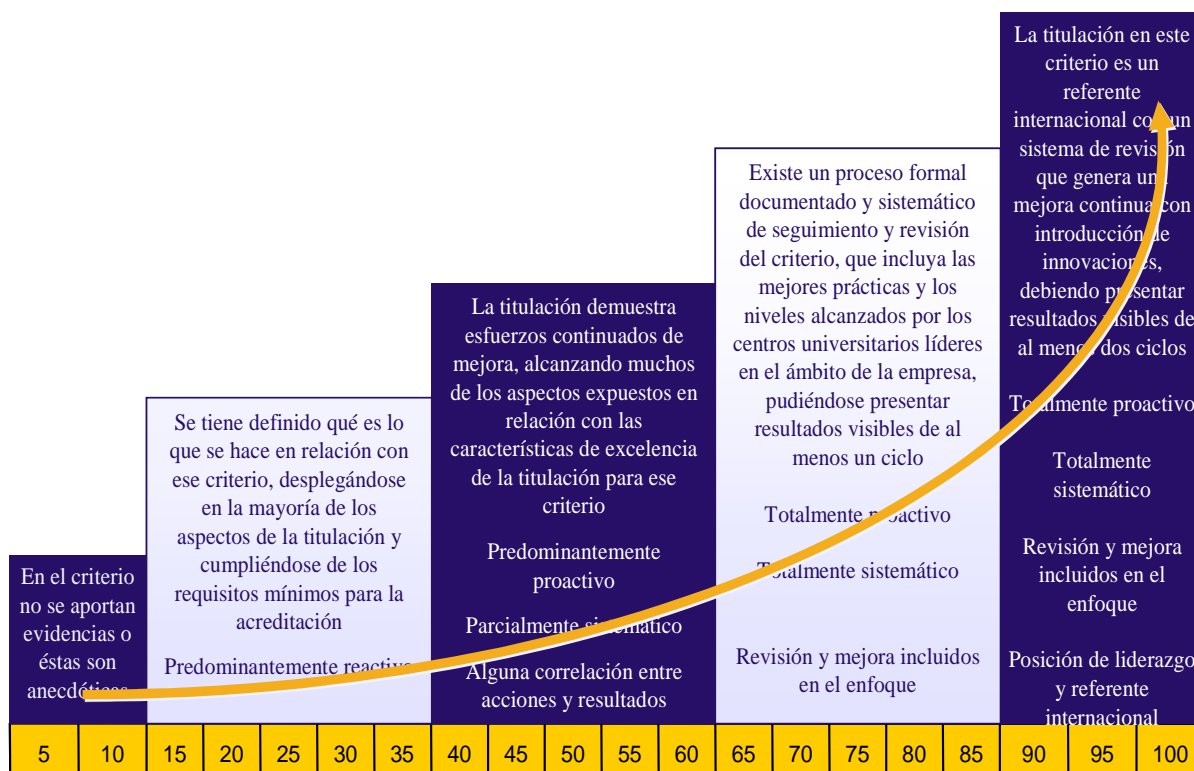 En el criterio
no se aportan
evidencias o
éstas son
anecdóticas
Se tiene definido qué es lo
que se hace en relación con
ese criterio, desplegándose
en la mayoría de los
aspectos de la titulación y
cumpliéndose de los
requisitos mínimos para la
acreditación
Predominantemente reactivo
La titulación demuestra
esfuerzos continuados de
mejora, alcanzando muchos
de los aspectos expuestos en
relación con las
características de excelencia
de la titulación para ese
criterio
Predominantemente
proactivo
Parcialmente sistemático
Alguna correlación entre
acciones y resultados
Existe un proceso formal
documentado y sistemático
de seguimiento y revisión
del criterio, que incluya las
mejores prácticas y los
niveles alcanzados por los
centros universitarios líderes
en el ámbito de la empresa,
pudiéndose presentar
resultados visibles de al
menos un ciclo
Totalmente proactivo
Totalmente sistemático
Revisión y mejora incluidos
en el enfoque
La titulación en este
criterio es un
referente
internacional con un
sistema de revisión
que genera una
mejora continua con
introducción de
innovaciones,
debiendo presentar
resultados visibles de
al menos dos ciclos
Totalmente proactivo
Totalmente
sistemático
Revisión y mejora
incluidos en el
enfoque
Posición de liderazgo
y referente
internacional
5 10 15 20 25 30 35 40 45 50 55 60 65 70 75 80 85 90 95 100